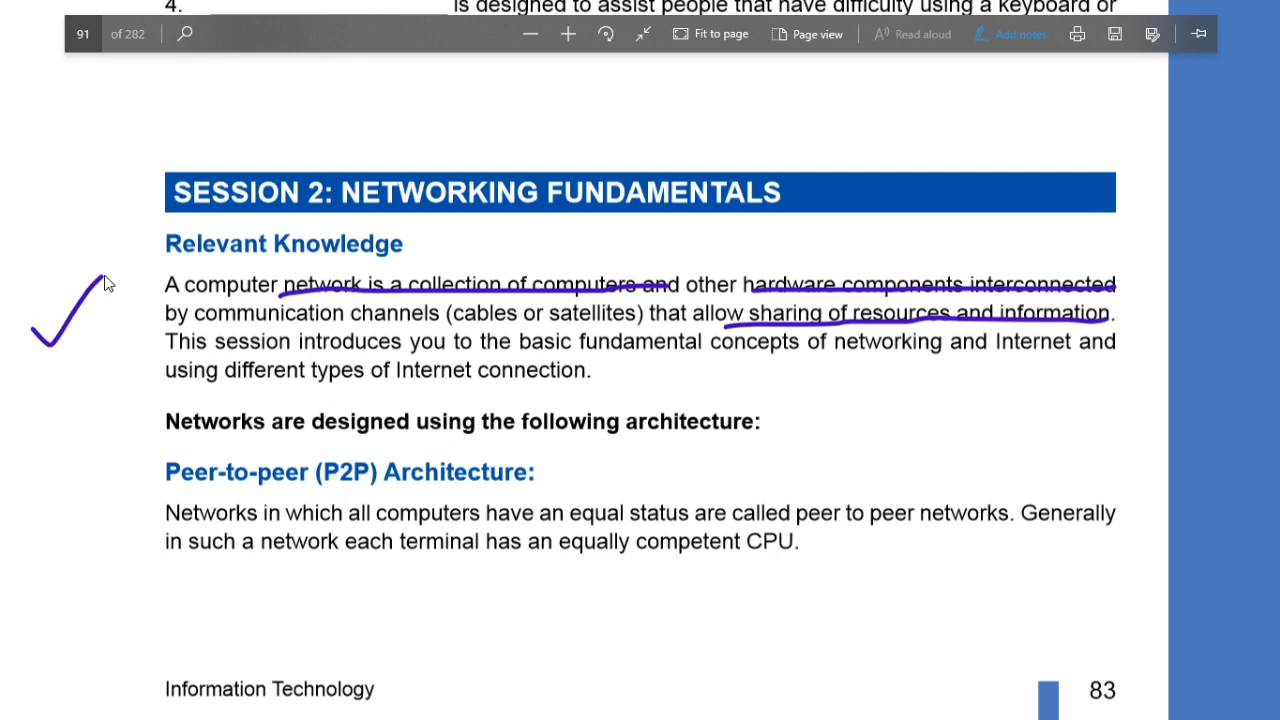 4. is designed to assist people that have difficulty using a keyboard or
91 of 282 Fit to page Page view Read aloud Add notes
SESSION 2: NETWORKING FUNDAMENTALS
Relevant Knowledge
A computer network is a collection of computers and other hardware components interconnected
by communication channels (cables or satellites) that allow sharing of resources and information.
This session introduces you to the basic fundamental concepts of networking and Internet and
using different types of Internet connection.
Networks are designed using the following architecture:
Peer-to-peer (P2P) Architecture:
Networks in which all computers have an equal status are called peer to peer networks. Generally
in such a network each terminal has an equally competent CPU.
Information Technology 83